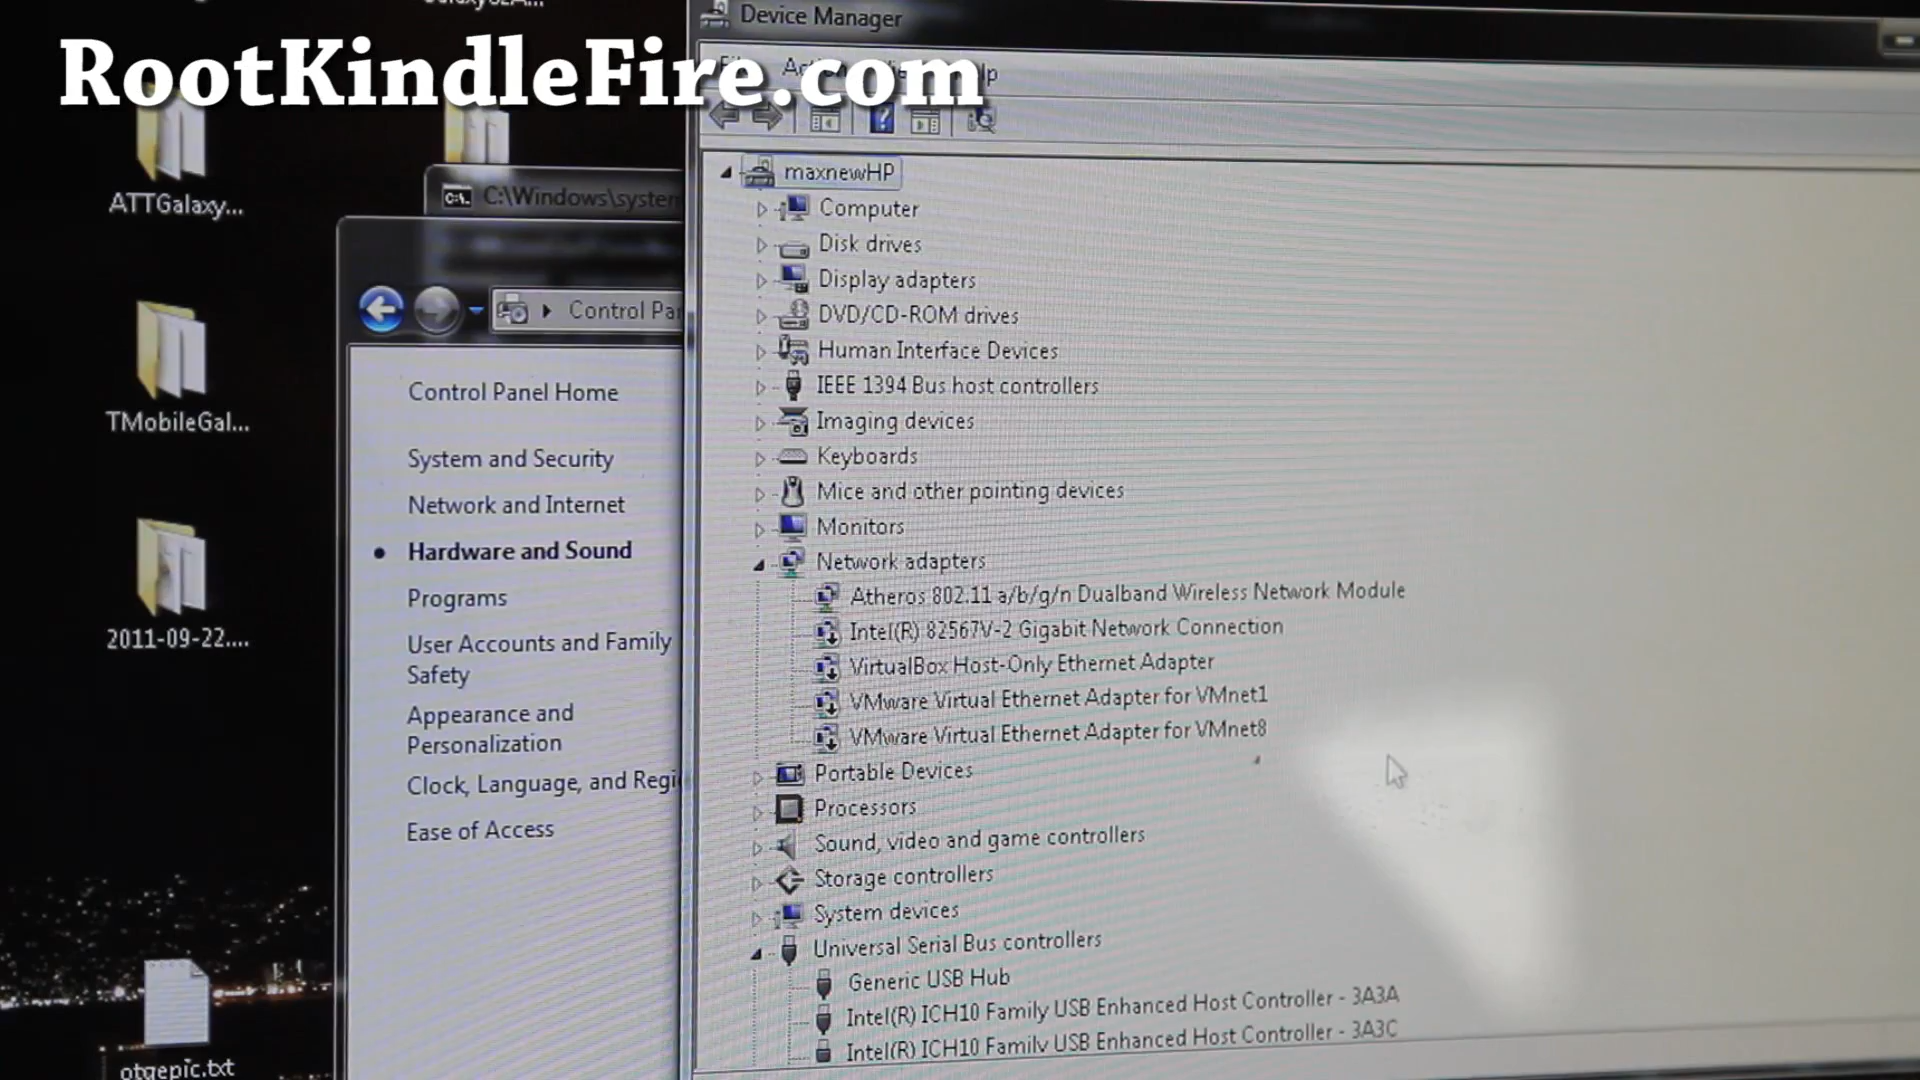 RootKindleFire.com
Device Manager
maxnewHP
Computer
Disk drives
Display adapters
DVD/CD-ROM drives
Human Interface Devices
IEEE 1394 Bus host controllers
Imaging devices
Keyboards
Mice and other pointing devices
Monitors
Network adapters
Atheros 802.11 a/b/g/n Dualband Wireless Network Module
Intel(R) 82567V-2 Gigabit Network Connection
VirtualBox Host-Only Ethernet Adapter
VMware Virtual Ethernet Adapter for VMnet1
VMware Virtual Ethernet Adapter for VMnet8
Portable Devices
Processors
Sound, video and game controllers
Storage controllers
System devices
Universal Serial Bus controllers
Generic USB Hub
Intel(R) ICH10 Family USB Enhanced Host Controller - 3A3A
Intel(R) ICH10 Family USB Enhanced Host Controller - 3A3C
C:\Windows\system
Control Pa
Control Panel Home
System and Security
Network and Internet
Hardware and Sound
Programs
User Accounts and Family
Safety
Appearance and
Personalization
Clock, Language, and Regi
Ease of Access
ATTGalaxy...
TMobileGal...
2011-09-22....
otgepic.txt